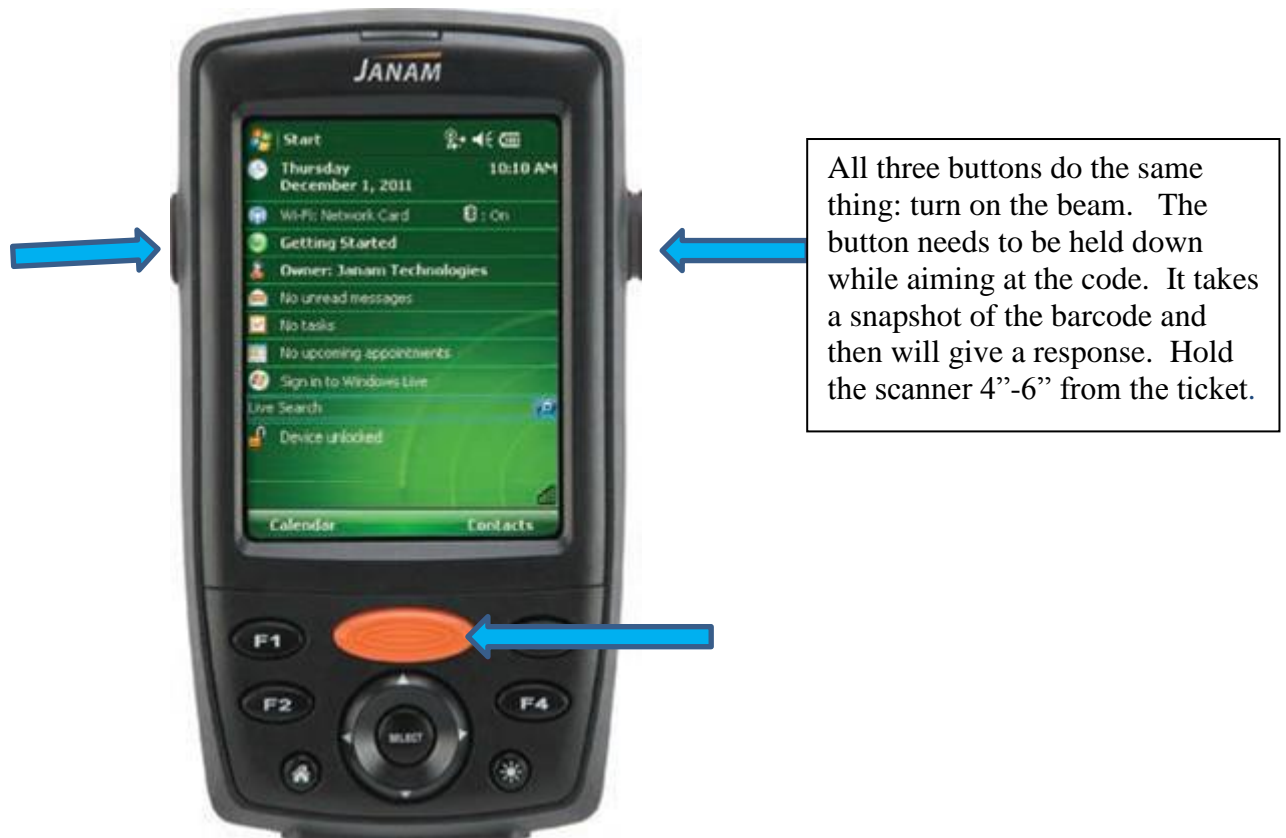 JANAM
Start
Thursday 10:10 AM
December 1, 2011
Wi-Fi: Network Card : On
Getting Started
Owner: Janam Technologies
No unread messages
No tasks
No upcoming appointments
Sign in to Windows Live
Live Search
Device unlocked
Calendar Contacts
F1
F2 F4
SELECT
All three buttons do the same
thing: turn on the beam. The
button needs to be held down
while aiming at the code. It takes
a snapshot of the barcode and
then will give a response. Hold
the scanner 4”-6” from the ticket.